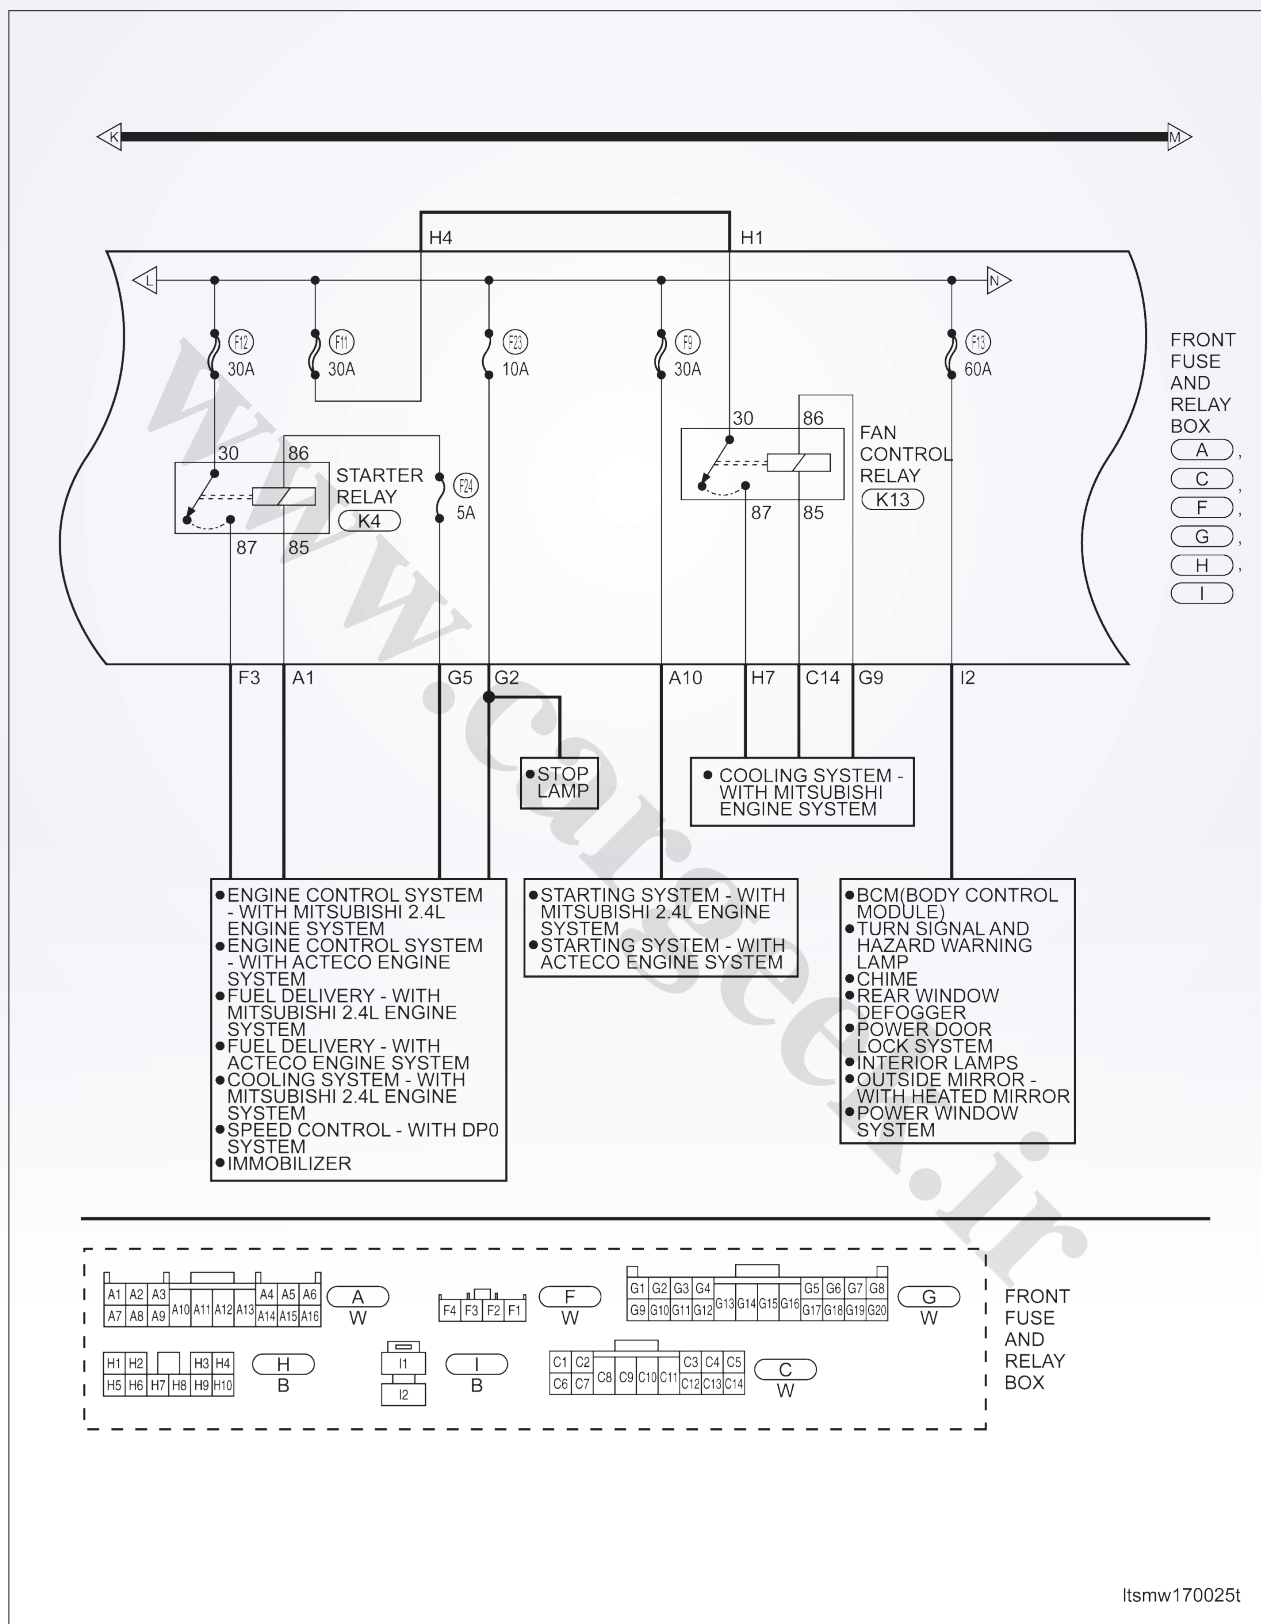 K M
H4 H1
L N
F12 30A
F11 30A
F23 10A
F9 30A
F13 60A
30 86
STARTER
RELAY
K4
87 85
F24
5A
30 86
FAN
CONTROL
RELAY
K13
87 85
FRONT
FUSE
AND
RELAY
BOX
A ,
C ,
F ,
G ,
H ,
I
F3 A1 G5 G2 A10 H7 C14 G9 I2
● STOP
LAMP
● COOLING SYSTEM -
WITH MITSUBISHI
ENGINE SYSTEM
● ENGINE CONTROL SYSTEM
- WITH MITSUBISHI 2.4L
ENGINE SYSTEM
● ENGINE CONTROL SYSTEM
- WITH ACTECO ENGINE
SYSTEM
● FUEL DELIVERY - WITH
MITSUBISHI 2.4L ENGINE
SYSTEM
● FUEL DELIVERY - WITH
ACTECO ENGINE SYSTEM
● COOLING SYSTEM - WITH
MITSUBISHI 2.4L ENGINE
SYSTEM
● SPEED CONTROL - WITH DP0
SYSTEM
● IMMOBILIZER
● STARTING SYSTEM - WITH
MITSUBISHI 2.4L ENGINE
SYSTEM
● STARTING SYSTEM - WITH
ACTECO ENGINE SYSTEM
● BCM(BODY CONTROL
MODULE)
● TURN SIGNAL AND
HAZARD WARNING
LAMP
● CHIME
● REAR WINDOW
DEFOGGER
● POWER DOOR
LOCK SYSTEM
● INTERIOR LAMPS
● OUTSIDE MIRROR -
WITH HEATED MIRROR
● POWER WINDOW
SYSTEM
www.cargeek.ir
A1 A2 A3 A4 A5 A6
A7 A8 A9 A10 A11 A12 A13 A14 A15 A16
A
W
F4 F3 F2 F1
F
W
G1 G2 G3 G4 G5 G6 G7 G8
G9 G10 G11 G12 G13 G14 G15 G16 G17 G18 G19 G20
G
W
H1 H2 H3 H4
H5 H6 H7 H8 H9 H10
H
B
I1
I2
I
B
C1 C2 C3 C4 C5
C6 C7 C8 C9 C10 C11 C12 C13 C14
C
W
FRONT
FUSE
AND
RELAY
BOX
ltsmw170025t